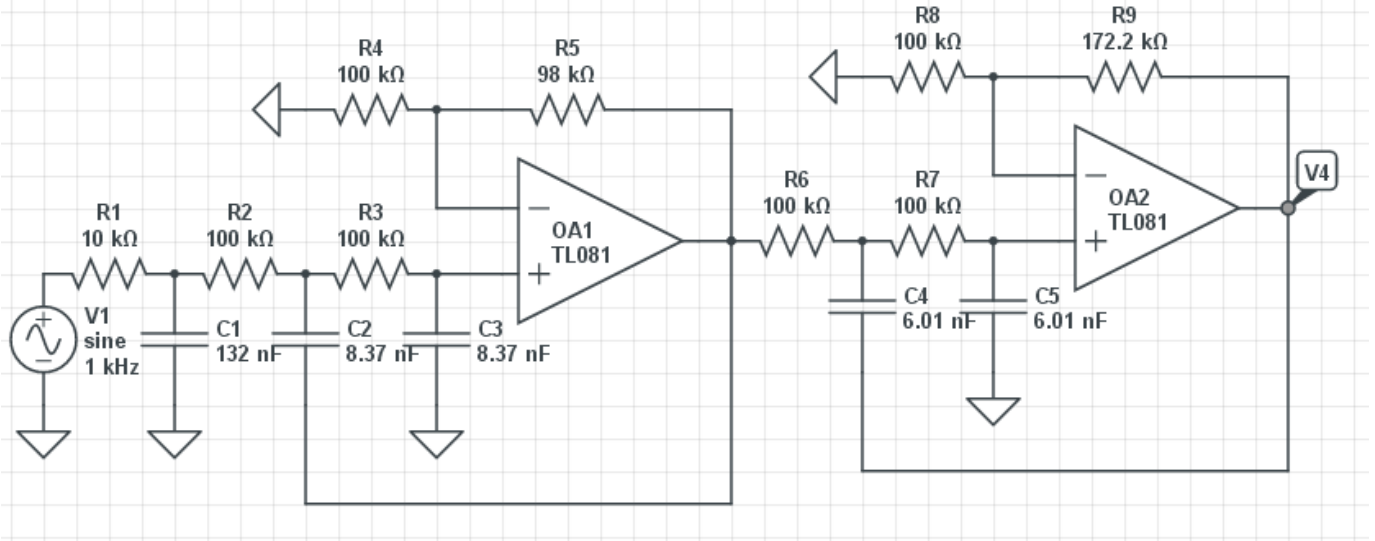 R4
100 kΩ
R5
98 kΩ
R8
100 kΩ
R9
172.2 kΩ
R1
10 kΩ
R2
100 kΩ
R3
100 kΩ
−
+
OA1
TL081
R6
100 kΩ
R7
100 kΩ
−
+
OA2
TL081
V4
+
−
V1
sine
1 kHz
C1
132 nF
C2
8.37 nF
C3
8.37 nF
C4
6.01 nF
C5
6.01 nF